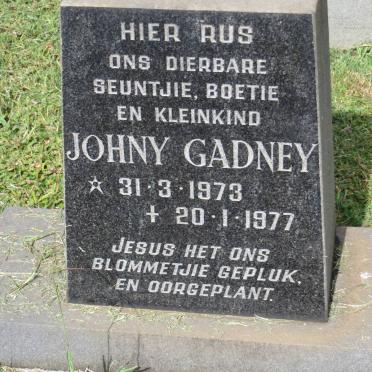 HIER RUS
ONS DIERBARE
SEUNTJIE, BOETIE
EN KLEINKIND
JOHNY GADNEY
☆ 31·3·1973
+ 20·1·1977
JESUS HET ONS
BLOMMETJIE GEPLUK,
EN OORGEPLANT.